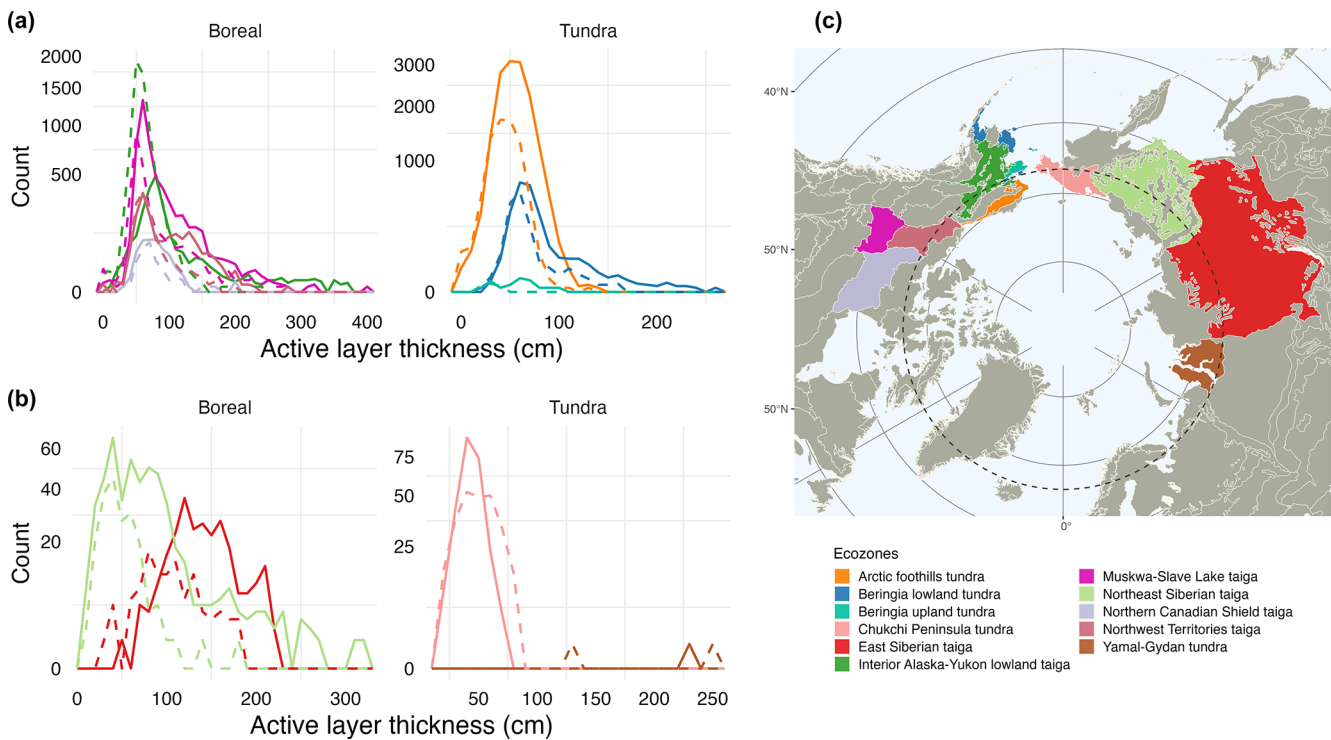 (a)
Boreal
Tundra
2000
1500
1000
500
0
3000
2000
1000
0
Count
0 100 200 300 400
0 200
Active layer thickness (cm)
(b)
Boreal
Tundra
60
40
20
0
75
50
25
0
Count
0 100 200 300
50 100 150 200 250
Active layer thickness (cm)
(c)
40°N
50°N
50°N
0°
Ecozones
Arctic foothills tundra
Beringia lowland tundra
Beringia upland tundra
Chukchi Peninsula tundra
East Siberian taiga
Interior Alaska-Yukon lowland taiga
Muskwa-Slave Lake taiga
Northeast Siberian taiga
Northern Canadian Shield taiga
Northwest Territories taiga
Yamal-Gydan tundra